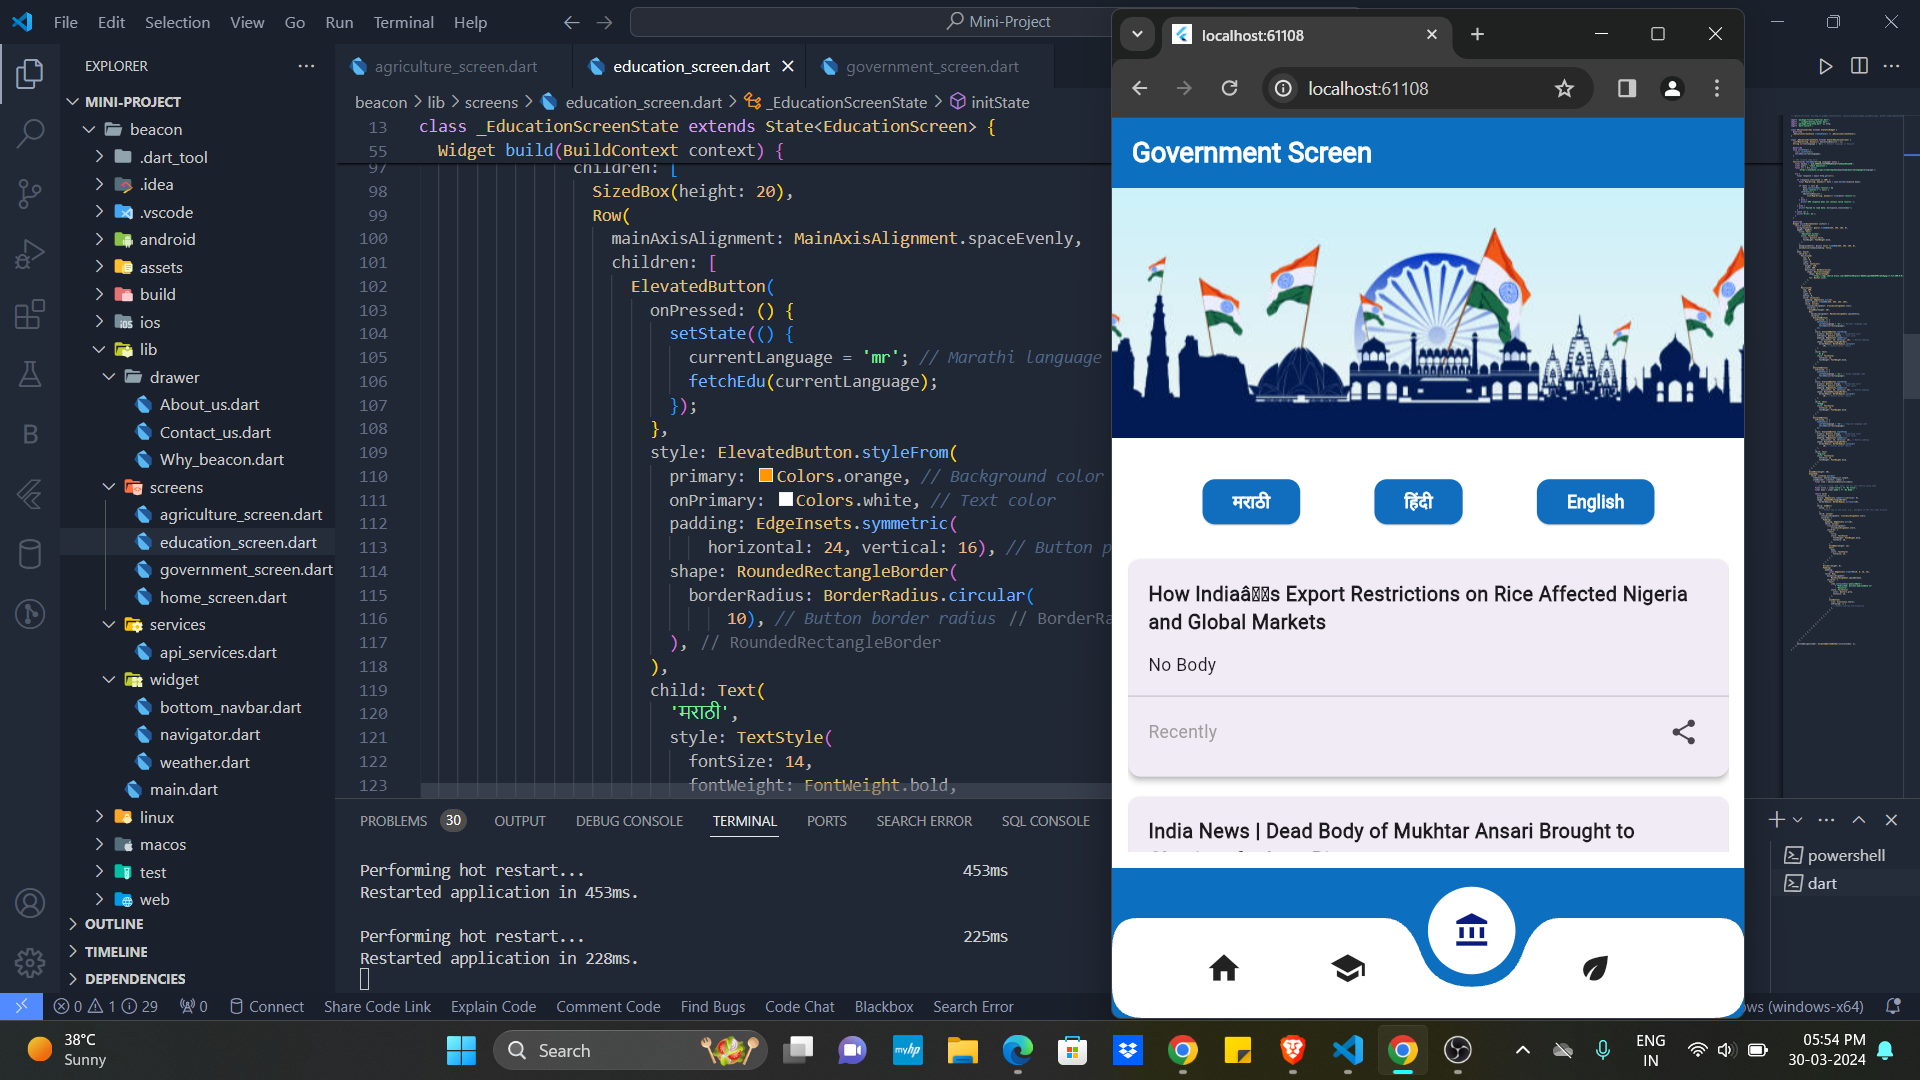 File Edit Selection View Go Run Terminal Help
Mini-Project
EXPLORER
MINI-PROJECT
beacon
.dart_tool
.idea
.vscode
android
assets
build
ios
lib
drawer
About_us.dart
Contact_us.dart
Why_beacon.dart
screens
agriculture_screen.dart
education_screen.dart
government_screen.dart
home_screen.dart
services
api_services.dart
widget
bottom_navbar.dart
navigator.dart
weather.dart
main.dart
linux
macos
test
web
OUTLINE
TIMELINE
DEPENDENCIES
agriculture_screen.dart
education_screen.dart
government_screen.dart
beacon > lib > screens > education_screen.dart > _EducationScreenState > initState
13 class _EducationScreenState extends State<EducationScreen> {
55 Widget build(BuildContext context) {
97 children: [
98 SizedBox(height: 20),
99 Row(
100 mainAxisAlignment: MainAxisAlignment.spaceEvenly,
101 children: [
102 ElevatedButton(
103 onPressed: () {
104 setState(() {
105 currentLanguage = 'mr'; // Marathi language
106 fetchEdu(currentLanguage);
107 });
108 },
109 style: ElevatedButton.styleFrom(
110 primary: Colors.orange, // Background color
111 onPrimary: Colors.white, // Text color
112 padding: EdgeInsets.symmetric(
113 horizontal: 24, vertical: 16), // Button p
114 shape: RoundedRectangleBorder(
115 borderRadius: BorderRadius.circular(
116 10), // Button border radius // BorderRa
117 ), // RoundedRectangleBorder
118 ),
119 child: Text(
120 'मराठी',
121 style: TextStyle(
122 fontSize: 14,
123 fontWeight: FontWeight.bold,
PROBLEMS 30 OUTPUT DEBUG CONSOLE TERMINAL PORTS SEARCH ERROR SQL CONSOLE
Performing hot restart... 453ms
Restarted application in 453ms.
Performing hot restart... 225ms
Restarted application in 228ms.
powershell
dart
0 1 29 0 Connect Share Code Link Explain Code Comment Code Find Bugs Code Chat Blackbox Search Error
ws (windows-x64)
localhost:61108
localhost:61108
Government Screen
मराठी हिंदी English
How Indiaâs Export Restrictions on Rice Affected Nigeria
and Global Markets
No Body
Recently
India News | Dead Body of Mukhtar Ansari Brought to
38°C
Sunny
Search
myhp
ENG
IN
05:54 PM
30-03-2024